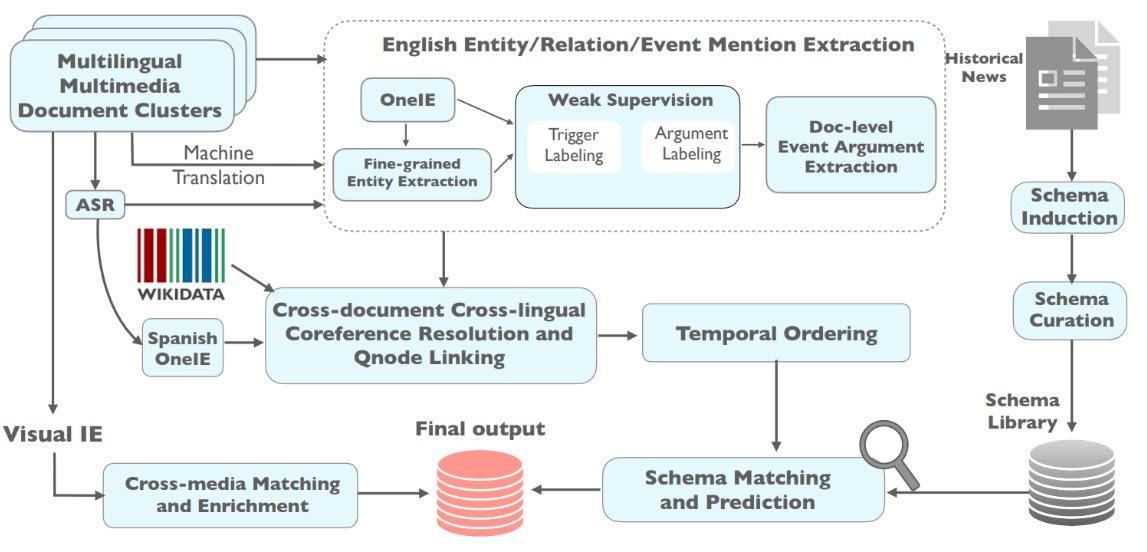 Multilingual
Multimedia
Document Clusters
English Entity/Relation/Event Mention Extraction
Historical
News
OneIE
Fine-grained
Entity Extraction
Weak Supervision
Trigger
Labeling
Argument
Labeling
Doc-level
Event Argument
Extraction
Machine
Translation
ASR
WIKIDATA
Schema
Induction
Spanish
OneIE
Cross-document Cross-lingual
Coreference Resolution and
Qnode Linking
Temporal Ordering
Schema
Curation
Schema
Library
Visual IE
Cross-media Matching
and Enrichment
Final output
Schema Matching
and Prediction